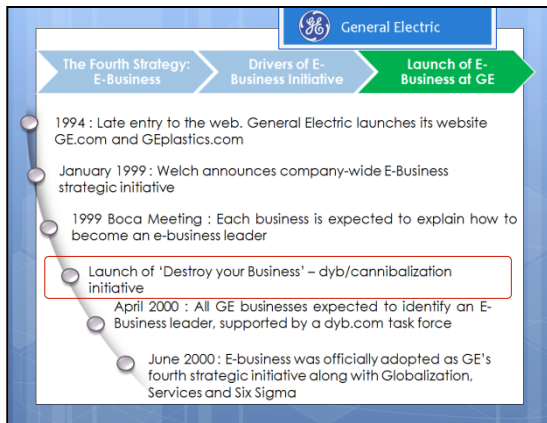 General Electric
The Fourth Strategy:
E-Business
Drivers of E-
Business Initiative
Launch of E-
Business at GE
1994 : Late entry to the web. General Electric launches its website
GE.com and GEplastics.com
January 1999 : Welch announces company-wide E-Business
strategic initiative
1999 Boca Meeting : Each business is expected to explain how to
become an e-business leader
Launch of ‘Destroy your Business’ – dyb/cannibalization
initiative
April 2000 : All GE businesses expected to identify an E-
Business leader, supported by a dyb.com task force
June 2000 : E-business was officially adopted as GE's
fourth strategic initiative along with Globalization,
Services and Six Sigma